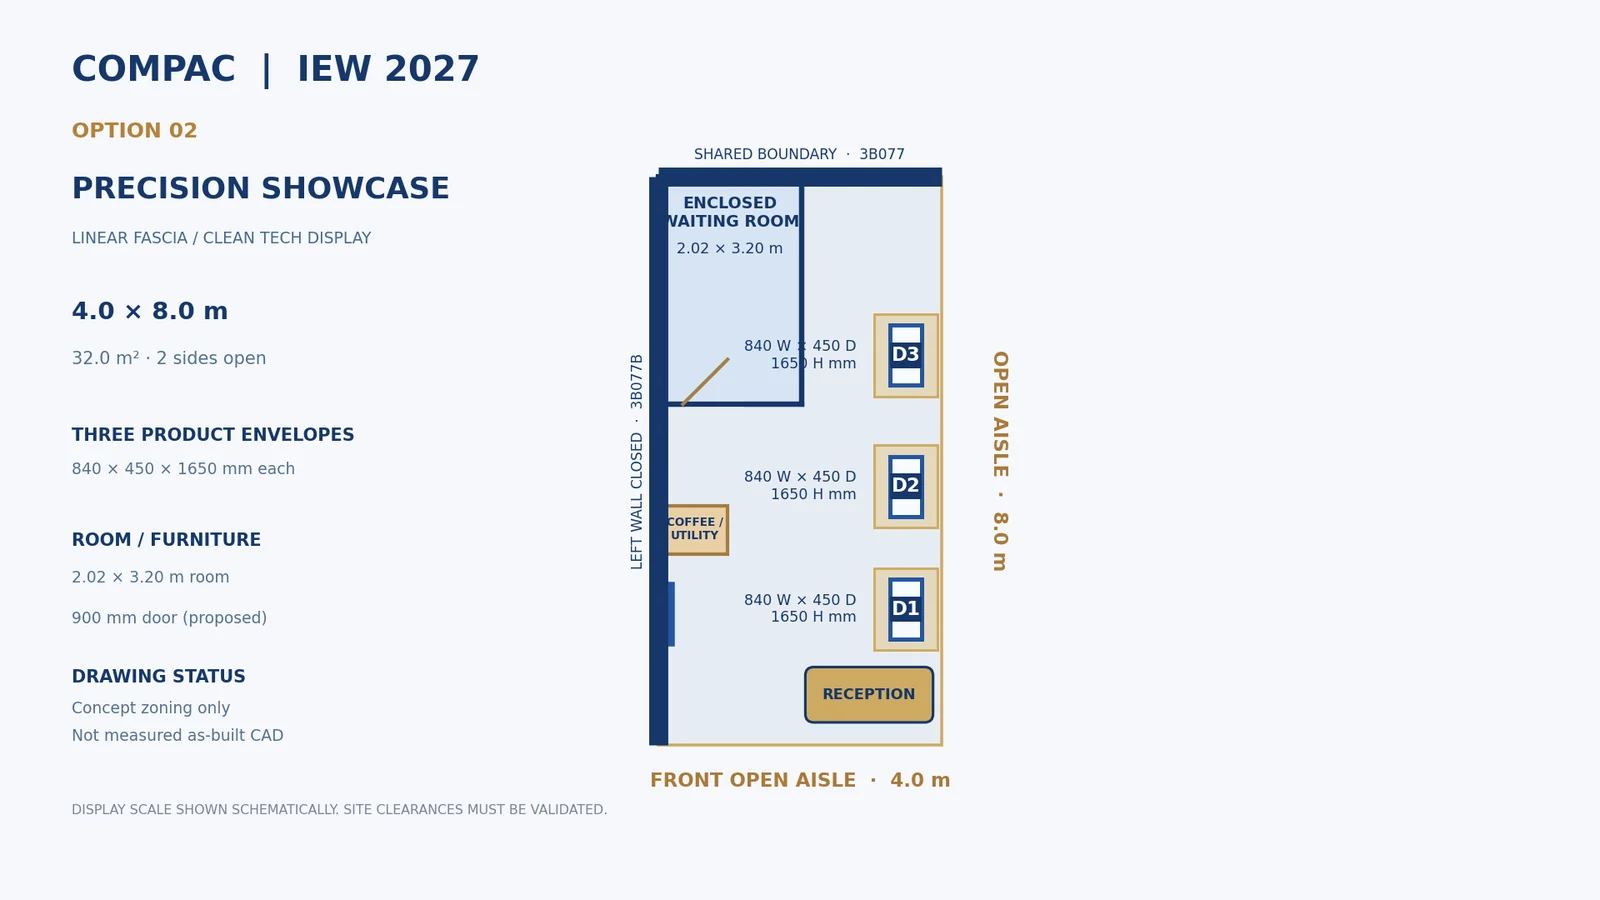 COMPAC | IEW 2027
OPTION 02
PRECISION SHOWCASE
LINEAR FASCIA / CLEAN TECH DISPLAY
4.0 × 8.0 m
32.0 m² · 2 sides open
THREE PRODUCT ENVELOPES
840 × 450 × 1650 mm each
ROOM / FURNITURE
2.02 × 3.20 m room
900 mm door (proposed)
DRAWING STATUS
Concept zoning only
Not measured as-built CAD
DISPLAY SCALE SHOWN SCHEMATICALLY. SITE CLEARANCES MUST BE VALIDATED.
SHARED BOUNDARY · 3B077
ENCLOSED
WAITING ROOM
2.02 × 3.20 m
840 W × 450 D
1650 H mm
D3
LEFT WALL CLOSED · 3B077B
OPEN AISLE · 8.0 m
840 W × 450 D
1650 H mm
D2
COFFEE /
UTILITY
840 W × 450 D
1650 H mm
D1
RECEPTION
FRONT OPEN AISLE · 4.0 m